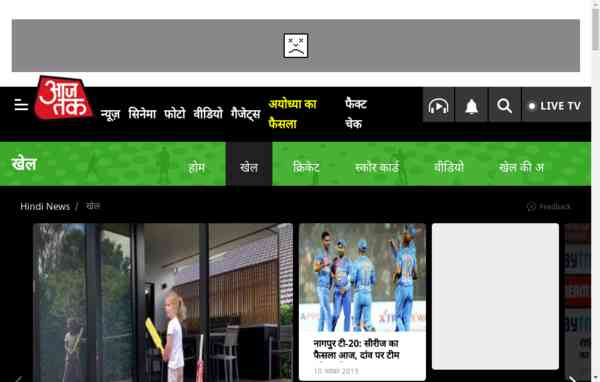 आज
तक
न्यूज़ सिनेमा फोटो वीडियो गैजेट्स
अयोध्या का
फैसला
फैक्ट
चेक
LIVE TV
खेल
होम खेल क्रिकेट स्कोर कार्ड वीडियो खेल की अ
Hindi News / खेल
Feedback
नागपुर टी-20: सीरीज का
फैसला आज, दांव पर टीम
10 नवंबर 2019